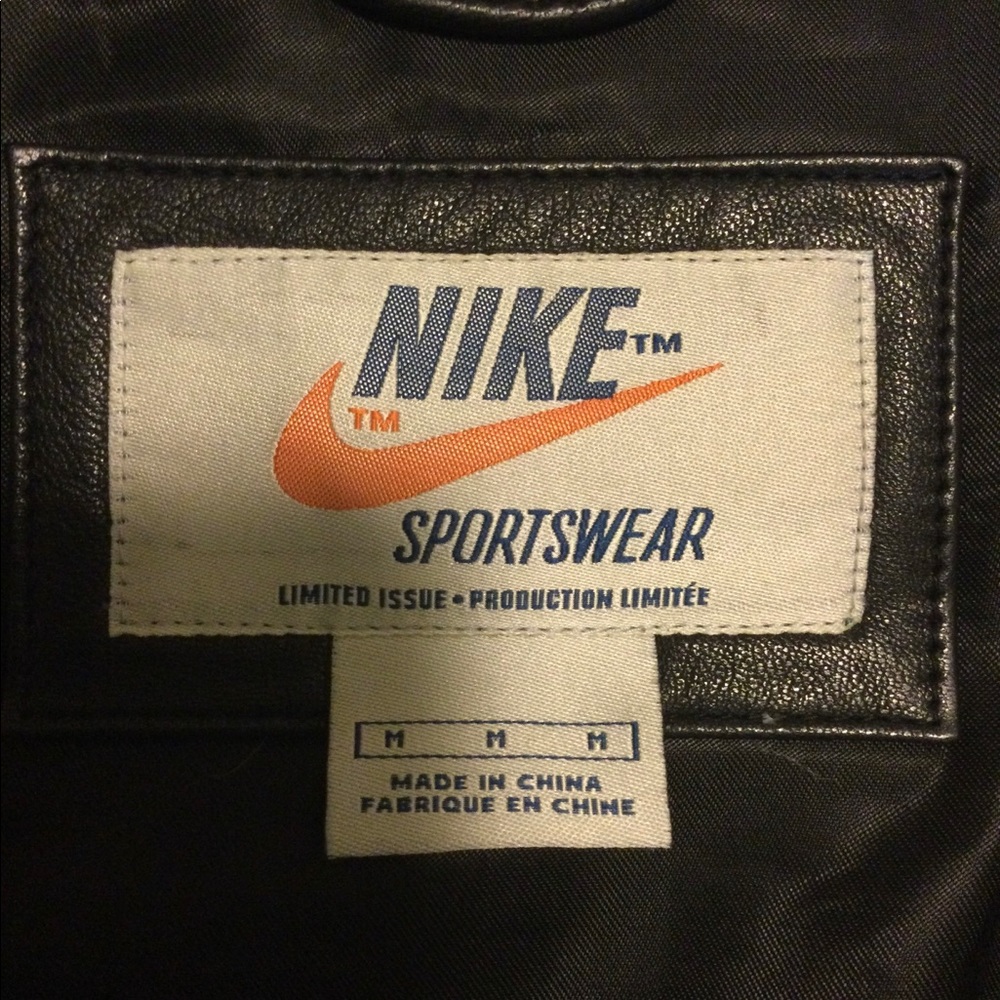 NIKE™
TM
SPORTSWEAR
LIMITED ISSUE • PRODUCTION LIMITÉE
M M M
MADE IN CHINA
FABRIQUE EN CHINE